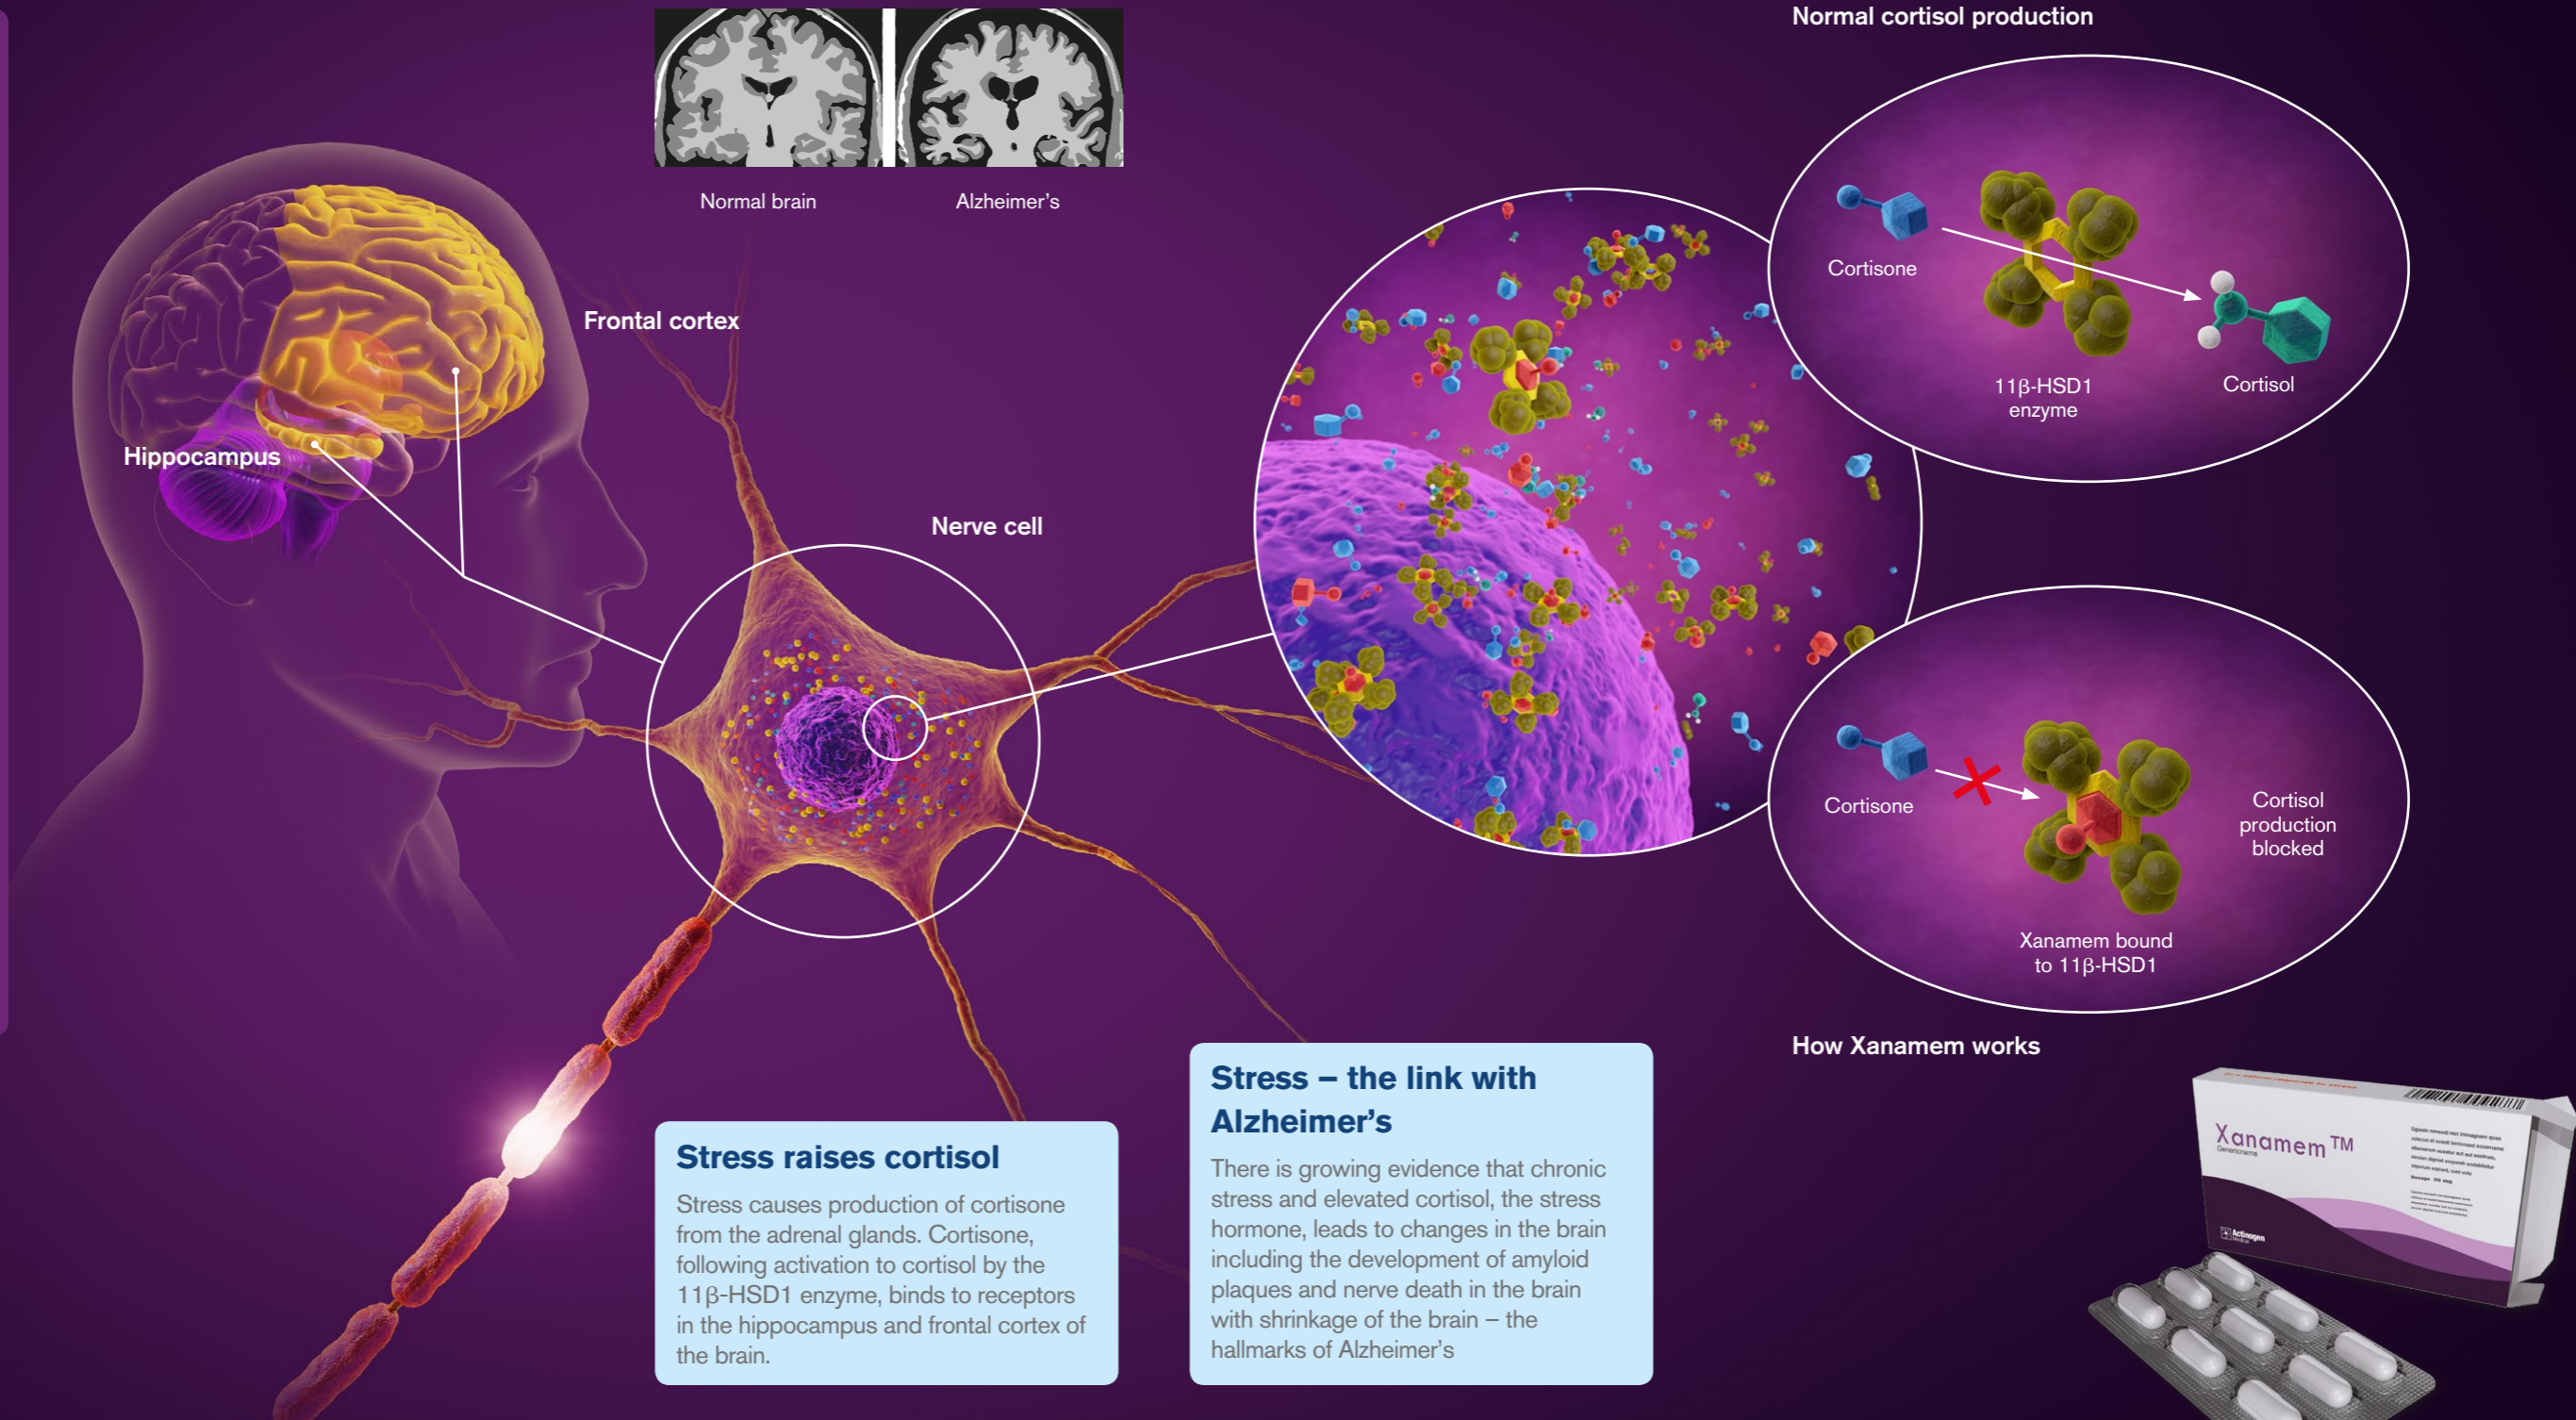 Normal cortisol production
Normal brain
Alzheimer’s
Frontal cortex
Hippocampus
Nerve cell
Cortisone
11β-HSD1
enzyme
Cortisol
Cortisone
Cortisol
production
blocked
Xanamem bound
to 11β-HSD1
How Xanamem works
Stress raises cortisol
Stress causes production of cortisone
from the adrenal glands. Cortisone,
following activation to cortisol by the
11β-HSD1 enzyme, binds to receptors
in the hippocampus and frontal cortex of
the brain.
Stress – the link with
Alzheimer’s
There is growing evidence that chronic
stress and elevated cortisol, the stress
hormone, leads to changes in the brain
including the development of amyloid
plaques and nerve death in the brain
with shrinkage of the brain – the
hallmarks of Alzheimer’s
Xanamem™
Genericname
Actinogen
Medical